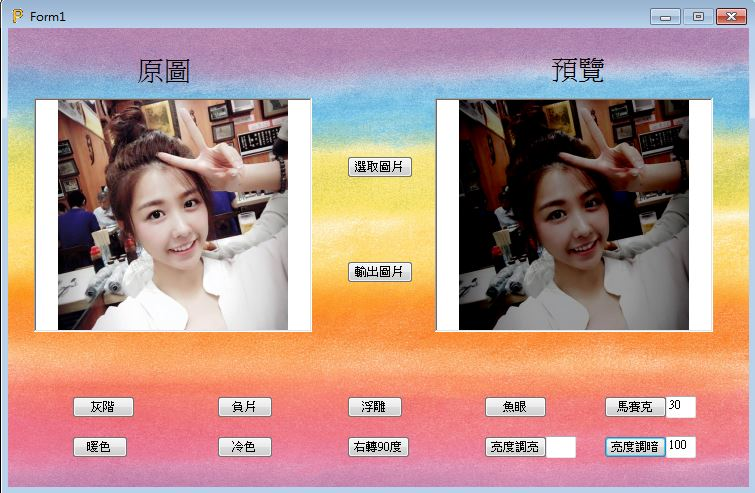 Form1
原圖
預覽
選取圖片
輸出圖片
灰階
負片
浮雕
魚眼
馬賽克 30
暖色
冷色
右轉90度
亮度調亮
亮度調暗 100